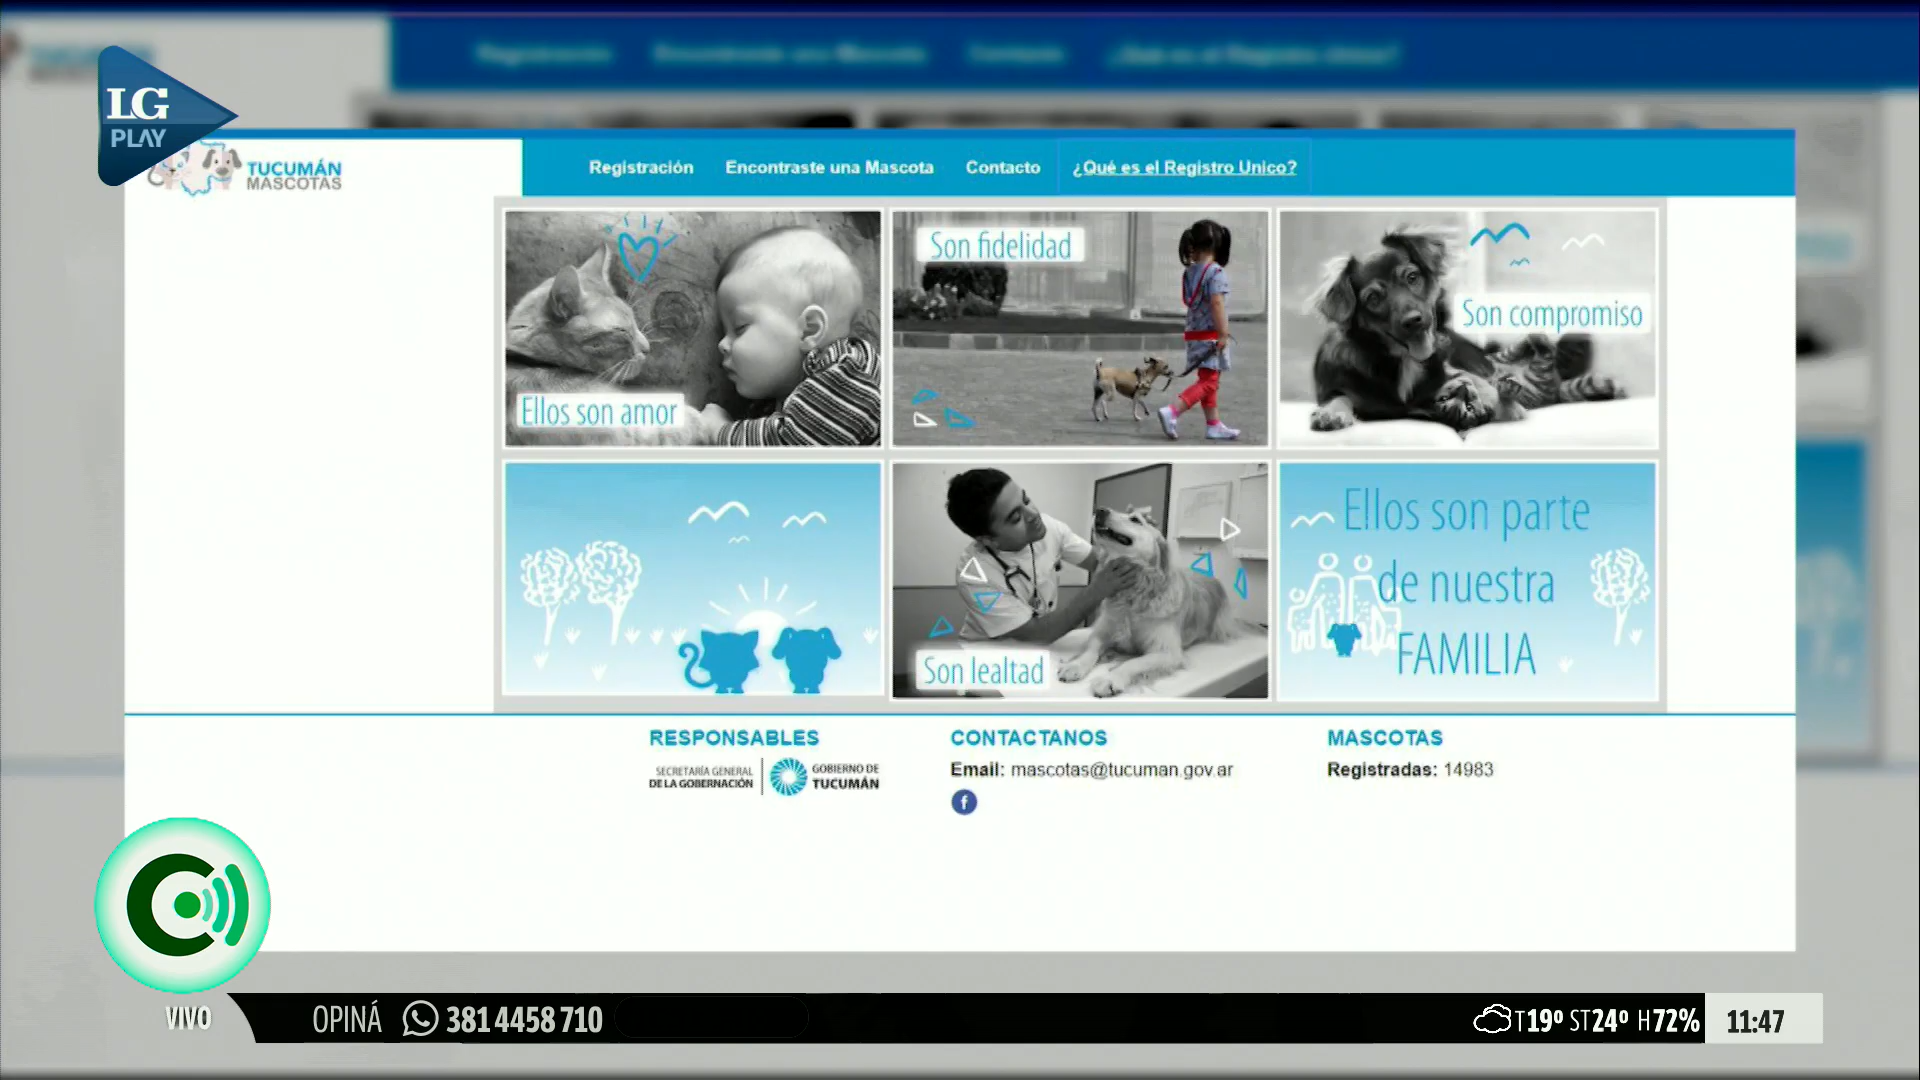 LG
PLAY
TUCUMÁN
MASCOTAS
Registración
Encontraste una Mascota
Contacto
¿Qué es el Registro Unico?
Ellos son amor
Son fidelidad
Son compromiso
Son lealtad
Ellos son parte
de nuestra
FAMILIA
RESPONSABLES
SECRETARÍA GENERAL
DE LA GOBERNACIÓN
GOBIERNO DE
TUCUMÁN
CONTACTANOS
Email: mascotas@tucuman.gov.ar
f
MASCOTAS
Registradas: 14983
VIVO
OPINÁ
381 4458 710
T19º ST24º H72%
11:47